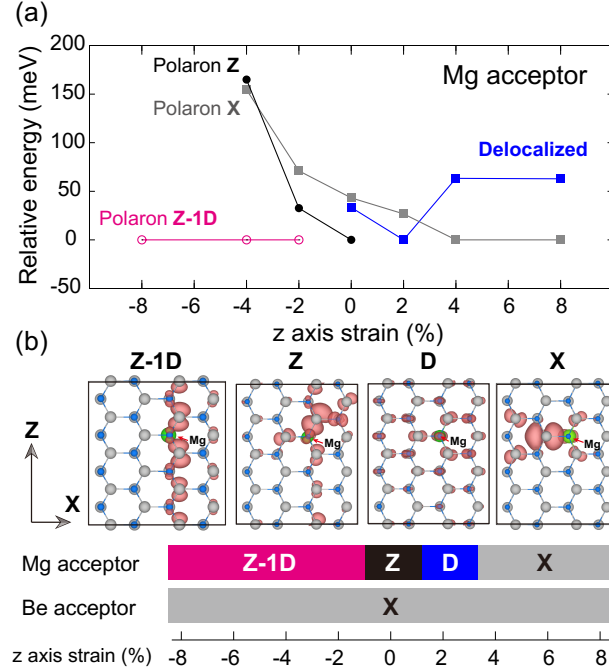 (a)
Mg acceptor
Polaron Z
Polaron X
Delocalized
Polaron Z-1D
Relative energy (meV)
200
150
100
50
0
-50
-8 -6 -4 -2 0 2 4 6 8
z axis strain (%)
(b)
Z-1D Z D X
Mg Mg Mg Mg
Z
X
Mg acceptor Z-1D Z D X
Be acceptor X
z axis strain (%) -8 -6 -4 -2 0 2 4 6 8